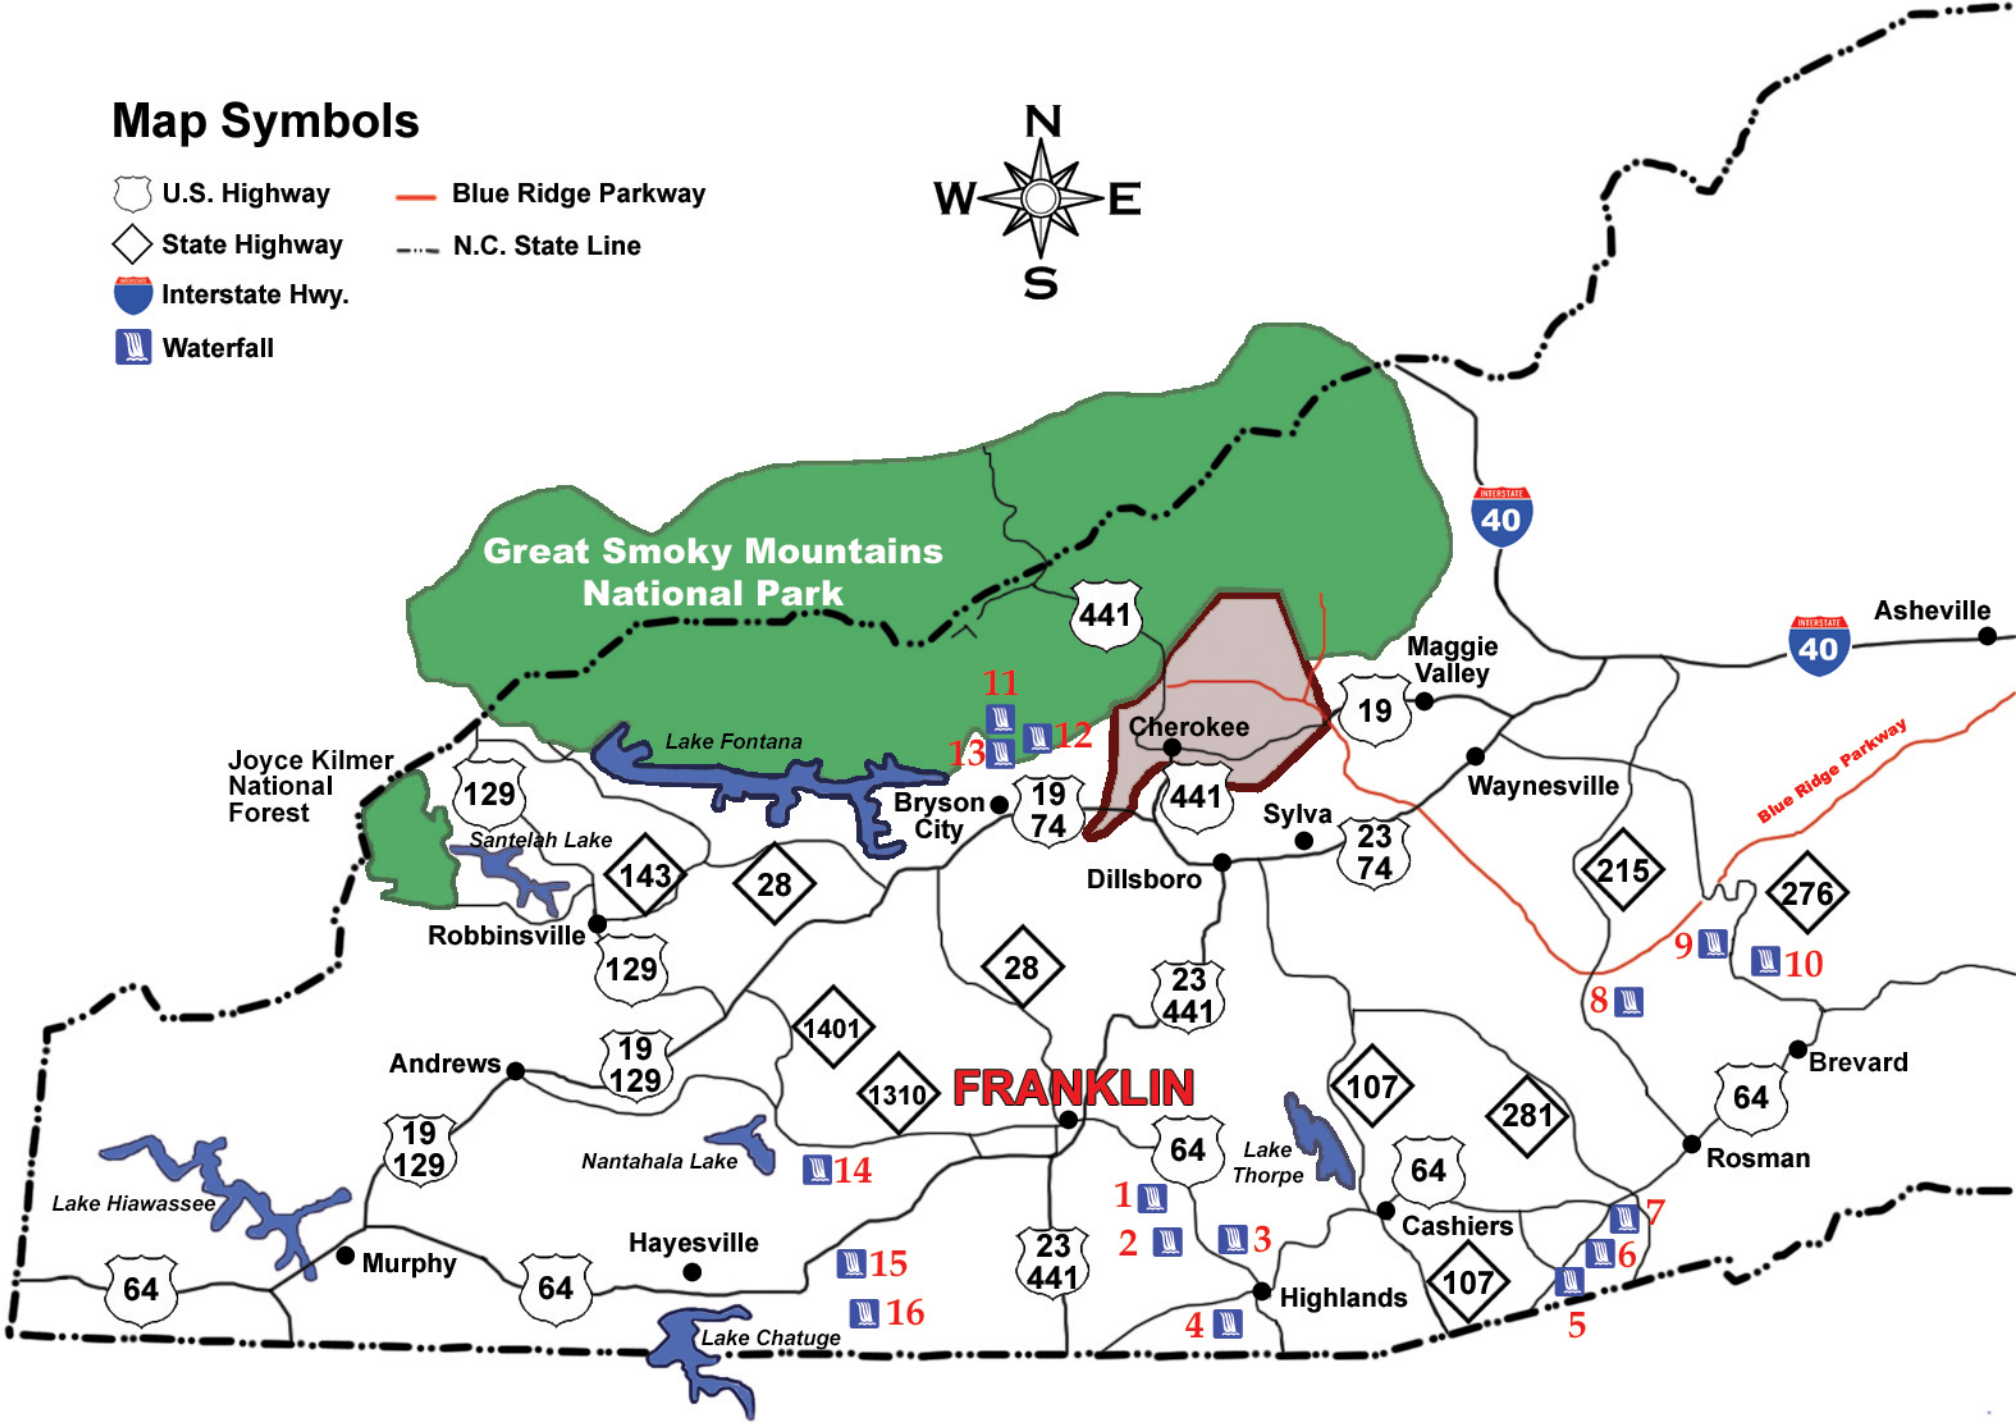 Map Symbols
U.S. Highway
Blue Ridge Parkway
State Highway
N.C. State Line
Interstate Hwy.
Waterfall
N
W
E
S
INTERSTATE
40
Great Smoky Mountains
National Park
441
Asheville
INTERSTATE
40
Maggie
Valley
19
11
12
13
Lake Fontana
Cherokee
Joyce Kilmer
National
Forest
129
Bryson
City
19
74
441
Sylva
Waynesville
Blue Ridge Parkway
Santelah Lake
143
28
Dillsboro
23
74
215
276
Robbinsville
129
28
23
441
9
10
8
1401
Andrews
19
129
1310
FRANKLIN
107
281
Brevard
64
19
129
Nantahala Lake
14
64
Lake
Thorpe
64
Rosman
Lake Hiawassee
1
2
3
Cashiers
7
6
5
Murphy
Hayesville
15
16
23
441
64
64
107
Highlands
4
Lake Chatuge